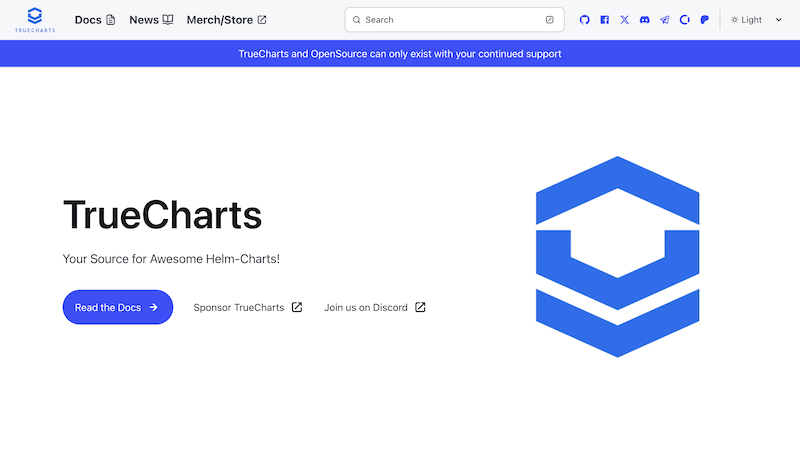 TRUECHARTS
Docs
News
Merch/Store
Search
Light
TrueCharts and OpenSource can only exist with your continued support
TrueCharts
Your Source for Awesome Helm-Charts!
Read the Docs
Sponsor TrueCharts
Join us on Discord